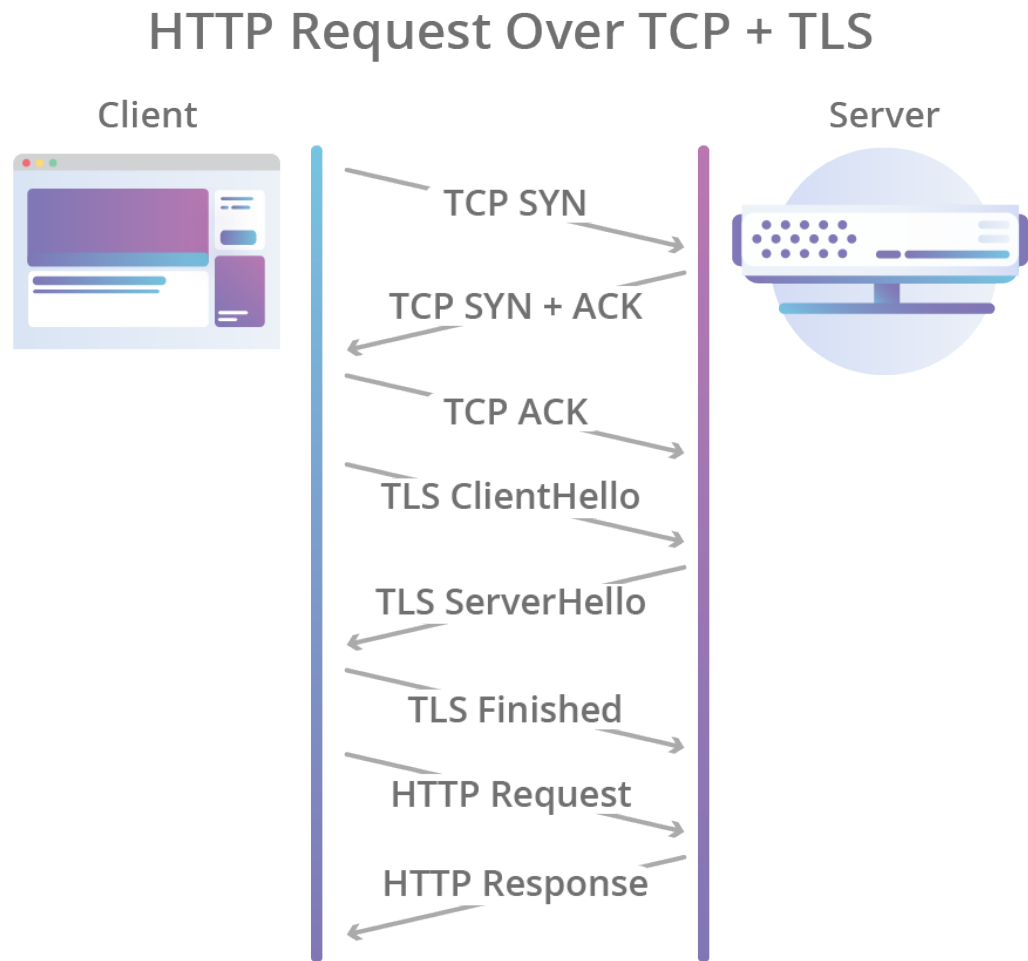 HTTP Request Over TCP + TLS
Client
Server
TCP SYN
TCP SYN + ACK
TCP ACK
TLS ClientHello
TLS ServerHello
TLS Finished
HTTP Request
HTTP Response